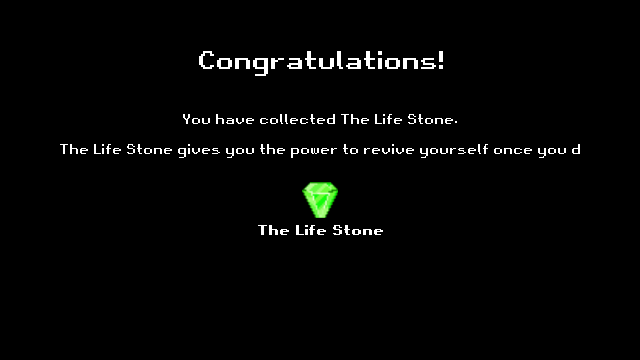 Congratulations!
You have collected The Life Stone.
The Life Stone gives you the power to revive yourself once you d
The Life Stone